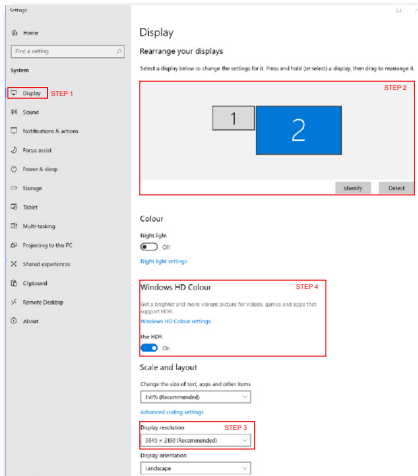 Settings
Home
Find a setting
System
Display STEP 1
Sound
Notifications & actions
Focus assist
Power & sleep
Storage
Tablet
Multi-tasking
Projecting to this PC
Shared experiences
Clipboard
Remote Desktop
About
Display
Rearrange your displays
Select a display below to change the settings for it. Press and hold (or select) a display, then drag to rearrange it.
STEP 2
1 2
Identify Detect
Colour
Night light
Off
Night light settings
Windows HD Colour STEP 4
Get a brighter and more vibrant picture for videos, games and apps that
support HDR.
Windows HD Colour settings
Use HDR
On
Scale and layout
Change the size of text, apps and other items
150% (Recommended)
Advanced scaling settings
Display resolution STEP 3
3840 × 2160 (Recommended)
Display orientation
Landscape